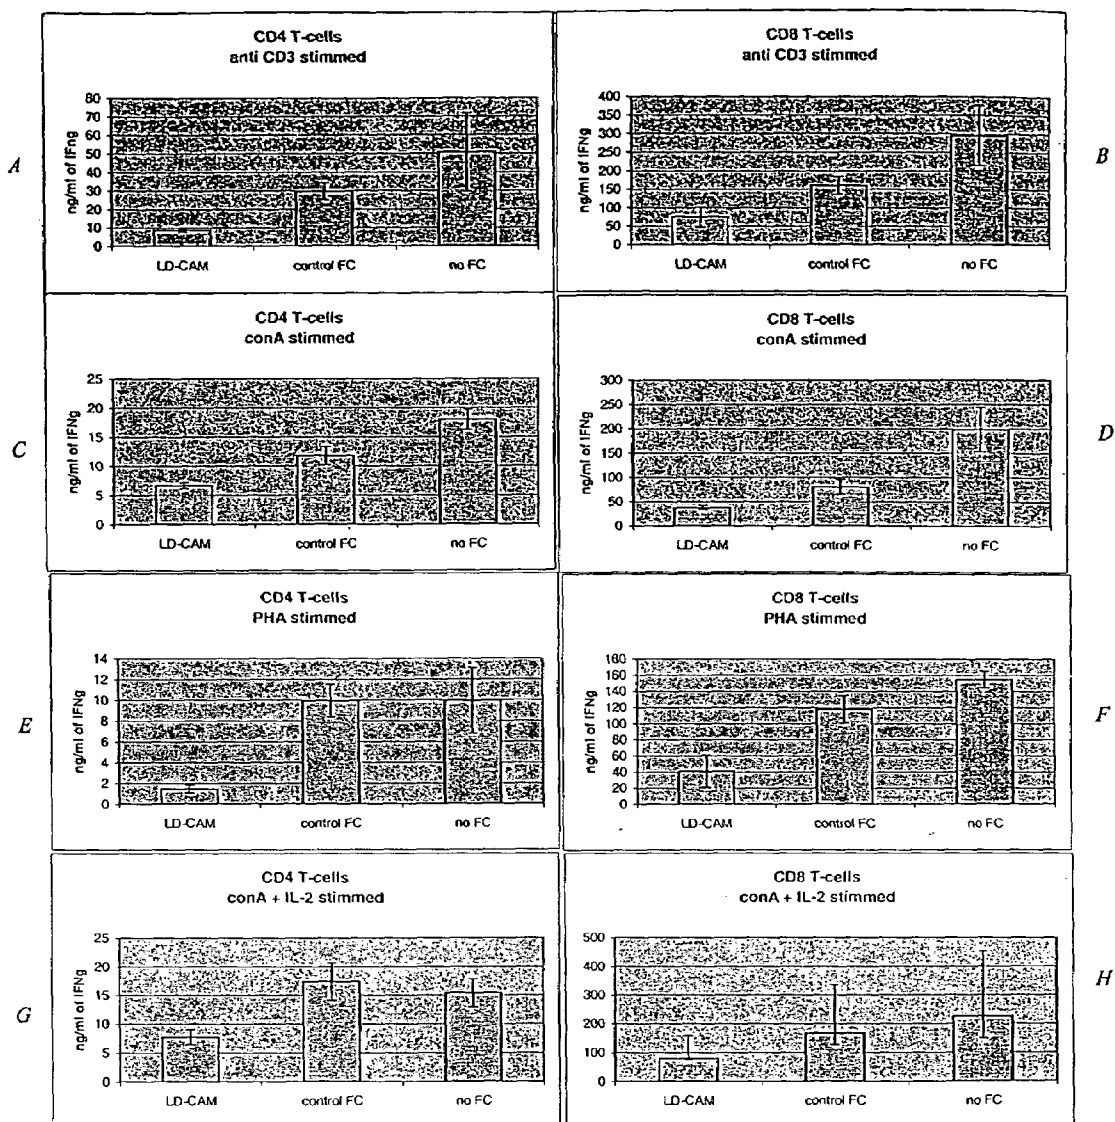 CD4 T-cells
anti CD3 stimmed
80
70
60
50
40
30
20
10
0
ng/ml of IFNg
LD-CAM control FC no FC
A
CD8 T-cells
anti CD3 stimmed
400
350
300
250
200
150
100
50
0
ng/ml of IFNg
LD-CAM control FC no FC
B
CD4 T-cells
conA stimmed
25
20
15
10
5
0
ng/ml of IFNg
LD-CAM control FC no FC
C
CD8 T-cells
conA stimmed
300
250
200
150
100
50
0
ng/ml of IFNg
LD-CAM control FC no FC
D
CD4 T-cells
PHA stimmed
14
12
10
8
6
4
2
0
ng/ml of IFNg
LD-CAM control FC no FC
E
CD8 T-cells
PHA stimmed
180
160
140
120
100
80
60
40
20
0
ng/ml of IFNg
LD-CAM control FC no FC
F
CD4 T-cells
conA + IL-2 stimmed
25
20
15
10
5
0
ng/ml of IFNg
LD-CAM control FC no FC
G
CD8 T-cells
conA + IL-2 stimmed
500
400
300
200
100
0
LD-CAM control FC no FC
H